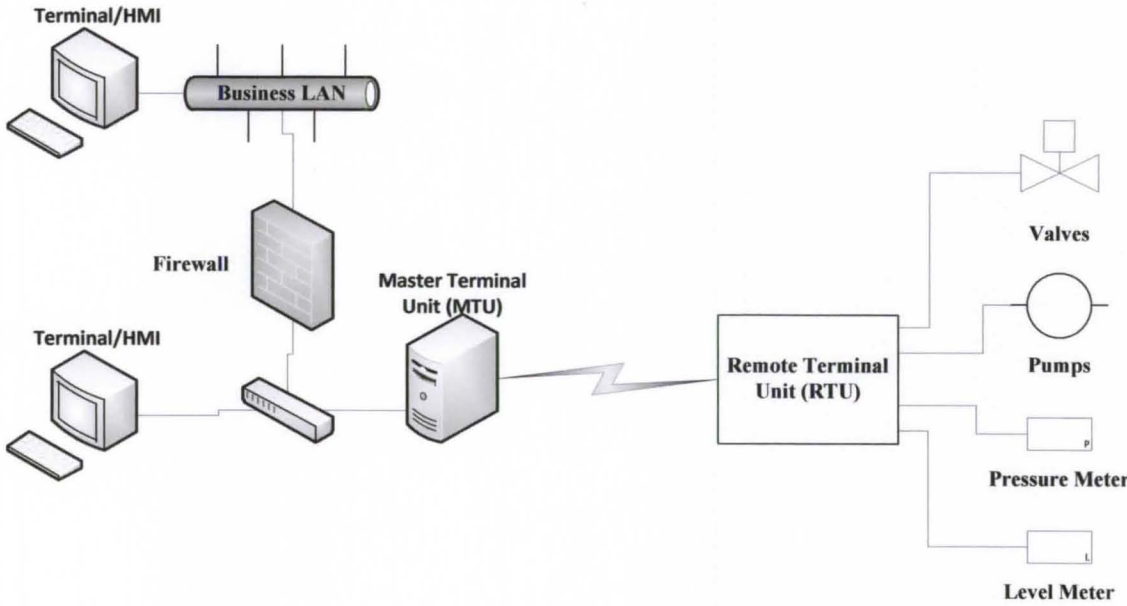 Terminal/HMI
Business LAN
Firewall
Master Terminal
Unit (MTU)
Terminal/HMI
Remote Terminal
Unit (RTU)
Valves
Pumps
P
Pressure Meter
L
Level Meter